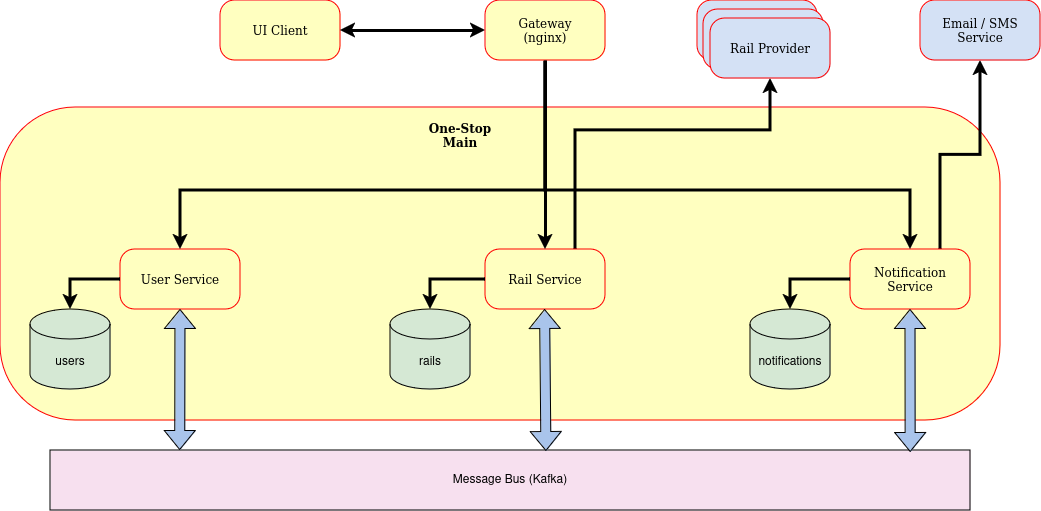 UI Client
Gateway
(nginx)
Rail Provider
Email / SMS
Service
One-Stop
Main
User Service
Rail Service
Notification
Service
users
rails
notifications
Message Bus (Kafka)